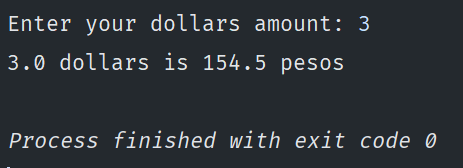 Enter your dollars amount: 3
3.0 dollars is 154.5 pesos
Process finished with exit code 0